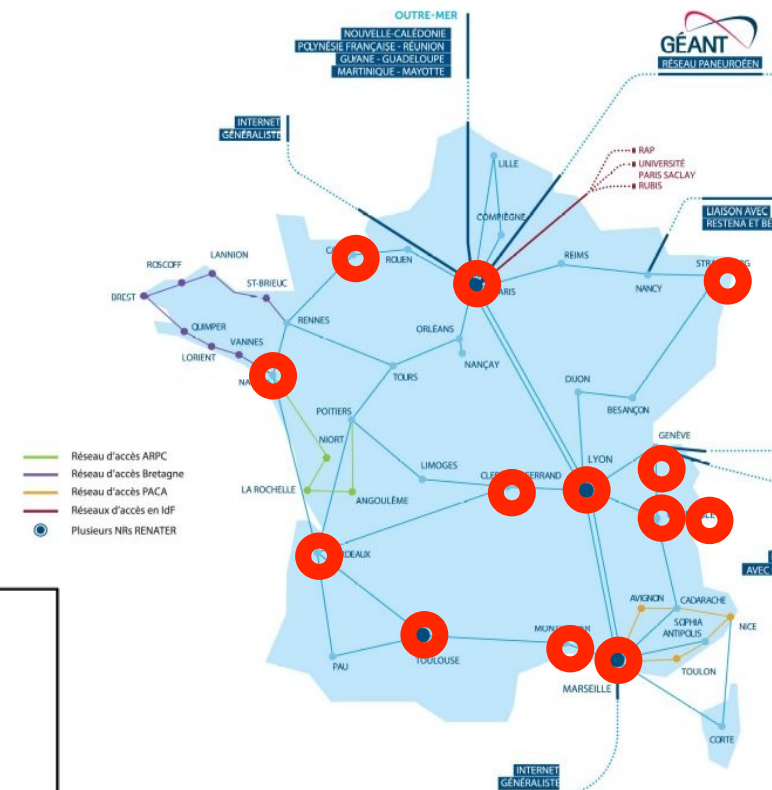 OUTRE-MER
NOUVELLE-CALÉDONIE
POLYNÉSIE FRANÇAISE - RÉUNION
GUYANE - GUADELOUPE
MARTINIQUE - MAYOTTE
GÉANT
RÉSEAU PANEUROÉEN
INTERNET
GÉNÉRALISTE
RAP
UNIVERSITÉ
PARIS SACLAY
RUBIS
LILLE
COMPIÈGNE
LIAISON AVEC
RESTENA ET
ROUEN
REIMS
NANCY
ROSCOFF
LANNION
ST-BRIEUC
BREST
RENNES
QUIMPER
VANNES
LORIENT
ORLÉANS
NANÇAY
TOURS
DIJON
BESANÇON
POITIERS
NIORT
LA ROCHELLE
ANGOULÊME
LIMOGES
LYON
GENÈVE
Réseau d'accès ARPC
Réseau d'accès Bretagne
Réseau d'accès PACA
Réseaux d'accès en IdF
Plusieurs NRs RENATER
AVEC
AVIGNON
CADARACHE
SOPHIA
ANTIPOLIS
NICE
TOULON
PAU
TOULOUSE
MARSEILLE
CORTE
INTERNET
GÉNÉRALISTE